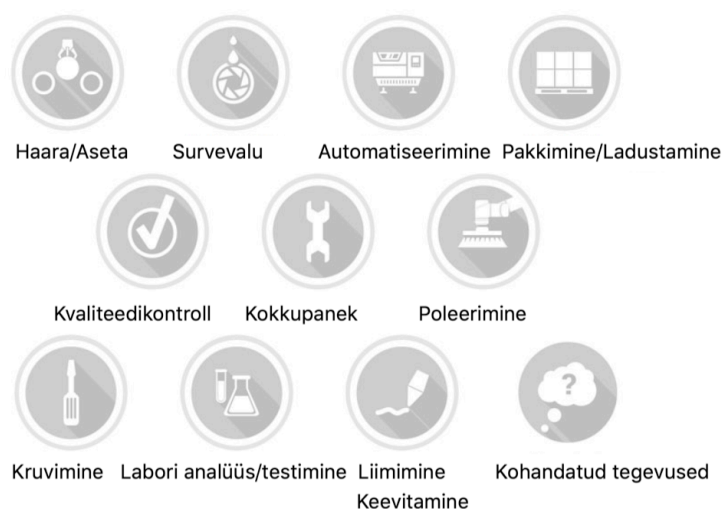 Haara/Aseta Survevalu Automatiseerimine Pakkimine/Ladustamine
Kvaliteedikontroll Kokkupanek Poleerimine
?
Kruvimine Labori analüüs/testimine Liimimine Kohandatud tegevused
Keevitamine